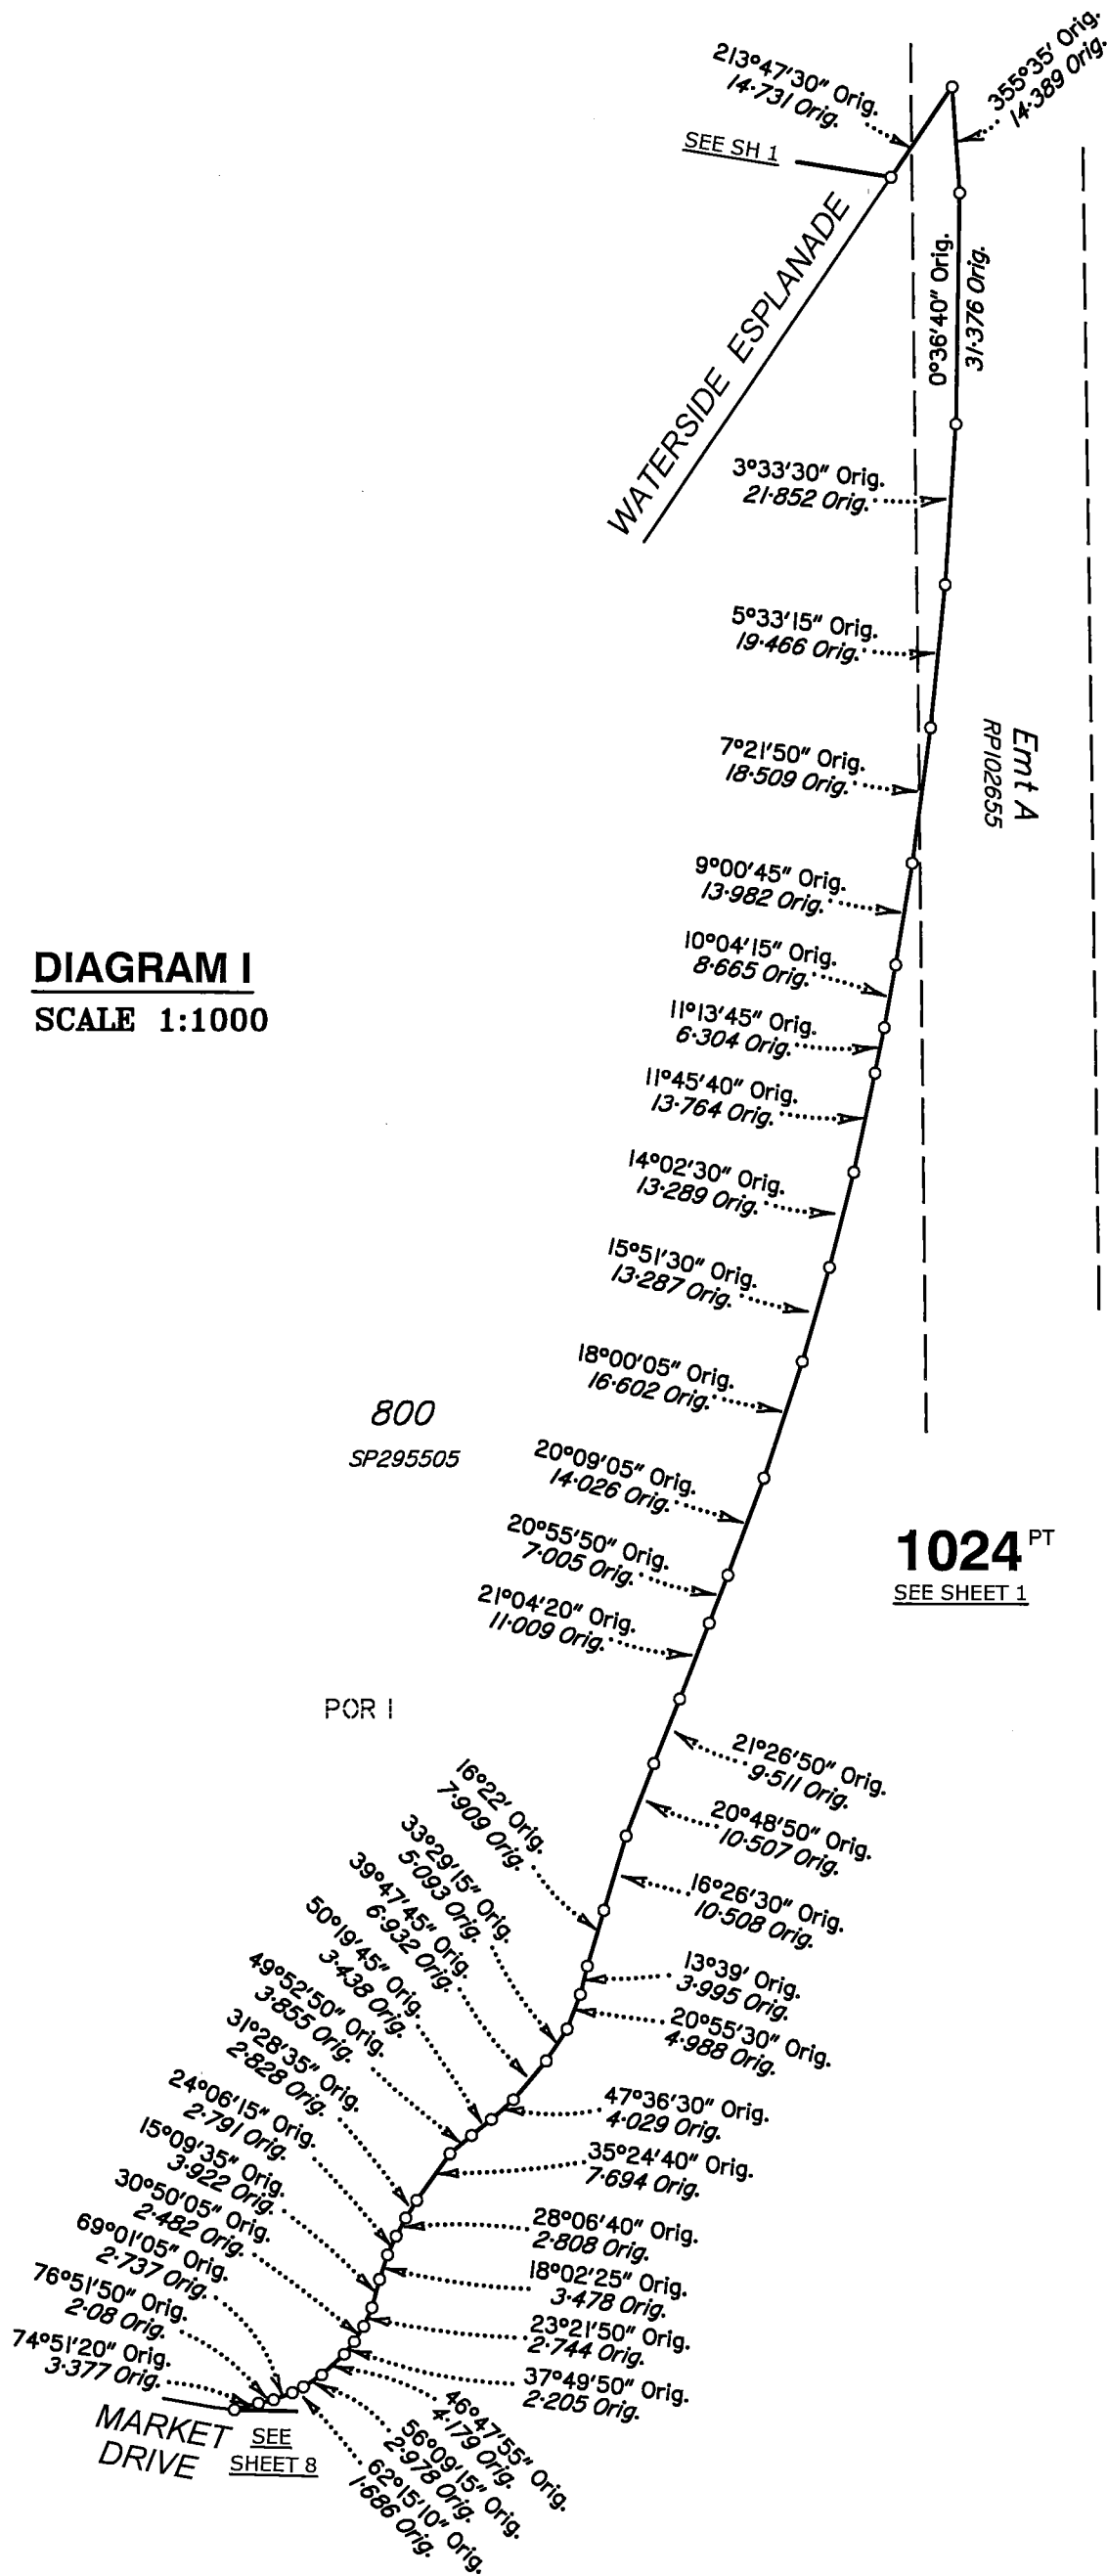 213°47'30" Orig.
14·731 Orig.
355°35' Orig.
14·389 Orig.
SEE SH 1
WATERSIDE ESPLANADE
0°36'40" Orig.
31·376 Orig.
3°33'30" Orig.
21·852 Orig.
5°33'15" Orig.
19·466 Orig.
Emt A
RP102655
7°21'50" Orig.
18·509 Orig.
9°00'45" Orig.
13·982 Orig.
DIAGRAM I
SCALE 1:1000
10°04'15" Orig.
8·665 Orig.
11°13'45" Orig.
6·304 Orig.
11°45'40" Orig.
13·764 Orig.
14°02'30" Orig.
13·289 Orig.
15°51'30" Orig.
13·287 Orig.
18°00'05" Orig.
16·602 Orig.
800
SP295505
20°09'05" Orig.
14·026 Orig.
20°55'50" Orig.
7·005 Orig.
1024 PT
SEE SHEET 1
21°04'20" Orig.
11·009 Orig.
POR 1
21°26'50" Orig.
9·511 Orig.
20°48'50" Orig.
10·507 Orig.
16°26'30" Orig.
10·508 Orig.
16°22' Orig.
7·909 Orig.
13°39' Orig.
3·995 Orig.
20°55'30" Orig.
4·988 Orig.
33°29'15" Orig.
5·093 Orig.
39°47'45" Orig.
6·932 Orig.
47°36'30" Orig.
4·029 Orig.
50°19'45" Orig.
3·438 Orig.
49°52'50" Orig.
3·855 Orig.
35°24'40" Orig.
7·694 Orig.
31°28'35" Orig.
2·828 Orig.
28°06'40" Orig.
2·808 Orig.
24°06'15" Orig.
2·791 Orig.
18°02'25" Orig.
3·478 Orig.
15°09'35" Orig.
3·922 Orig.
23°21'50" Orig.
2·744 Orig.
30°50'05" Orig.
2·482 Orig.
37°49'50" Orig.
2·205 Orig.
46°47'55" Orig.
4·179 Orig.
56°09'15" Orig.
2·978 Orig.
62°15'10" Orig.
1·686 Orig.
69°01'05" Orig.
2·737 Orig.
76°51'50" Orig.
2·08 Orig.
74°51'20" Orig.
3·377 Orig.
MARKET
DRIVE
SEE
SHEET 8